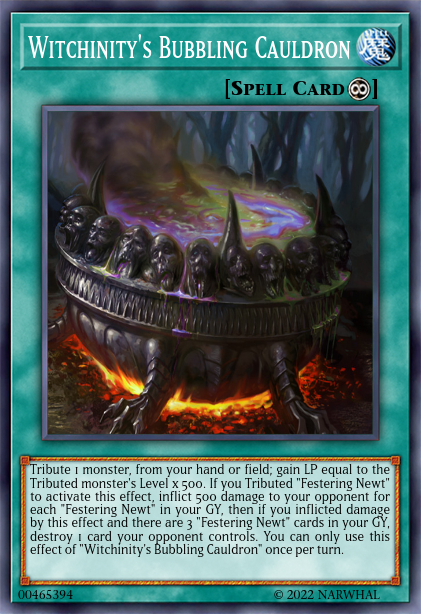 Witchinity's Bubbling Cauldron
魔
[Spell Card]
Tribute 1 monster, from your hand or field; gain LP equal to the
Tributed monster's Level x 500. If you Tributed "Festering Newt"
to activate this effect, inflict 500 damage to your opponent for
each "Festering Newt" in your GY, then if you inflicted damage
by this effect and there are 3 "Festering Newt" cards in your GY,
destroy 1 card your opponent controls. You can only use this
effect of "Witchinity's Bubbling Cauldron" once per turn.
00465394 © 2022 NARWHAL